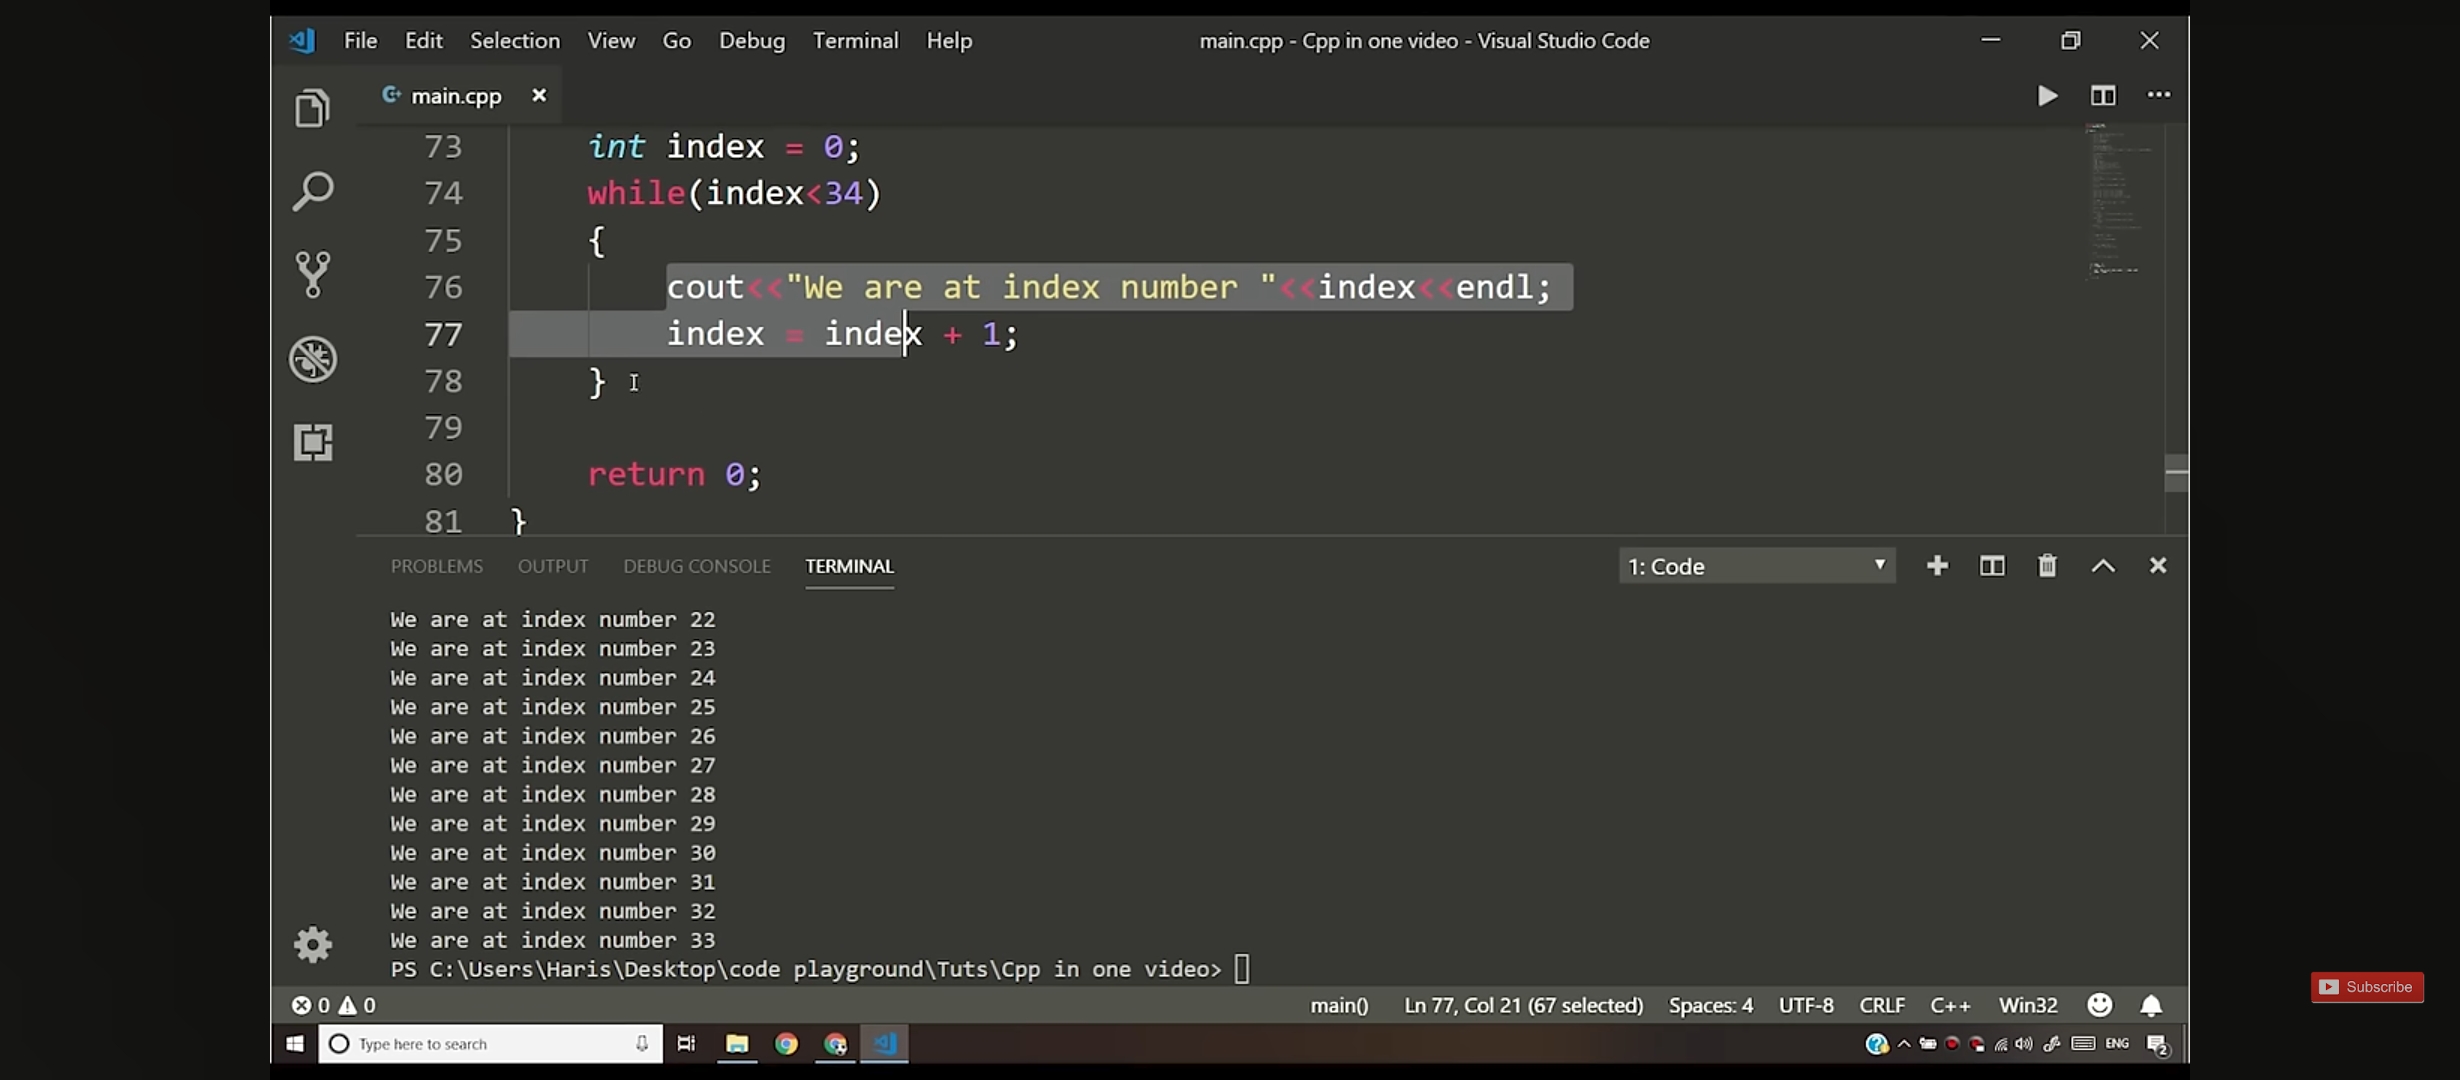 File Edit Selection View Go Debug Terminal Help main.cpp - Cpp in one video - Visual Studio Code
main.cpp
73 int index = 0;
74 while(index<34)
75 {
76 cout<<"We are at index number "<<index<<endl;
77 index = index + 1;
78 }
79
80 return 0;
81 }
PROBLEMS OUTPUT DEBUG CONSOLE TERMINAL 1: Code
We are at index number 22
We are at index number 23
We are at index number 24
We are at index number 25
We are at index number 26
We are at index number 27
We are at index number 28
We are at index number 29
We are at index number 30
We are at index number 31
We are at index number 32
We are at index number 33
PS C:\Users\Haris\Desktop\code playground\Tuts\Cpp in one video>
Subscribe
0 0 main() Ln 77, Col 21 (67 selected) Spaces: 4 UTF-8 CRLF C++ Win32
Type here to search ENG 2